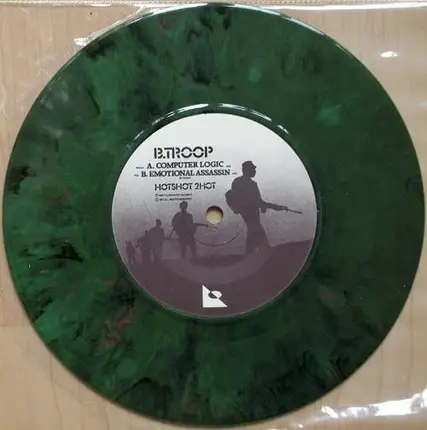 B.TROOP
A. COMPUTER LOGIC
B. EMOTIONAL ASSASSIN
HOTSHOT 2HOT